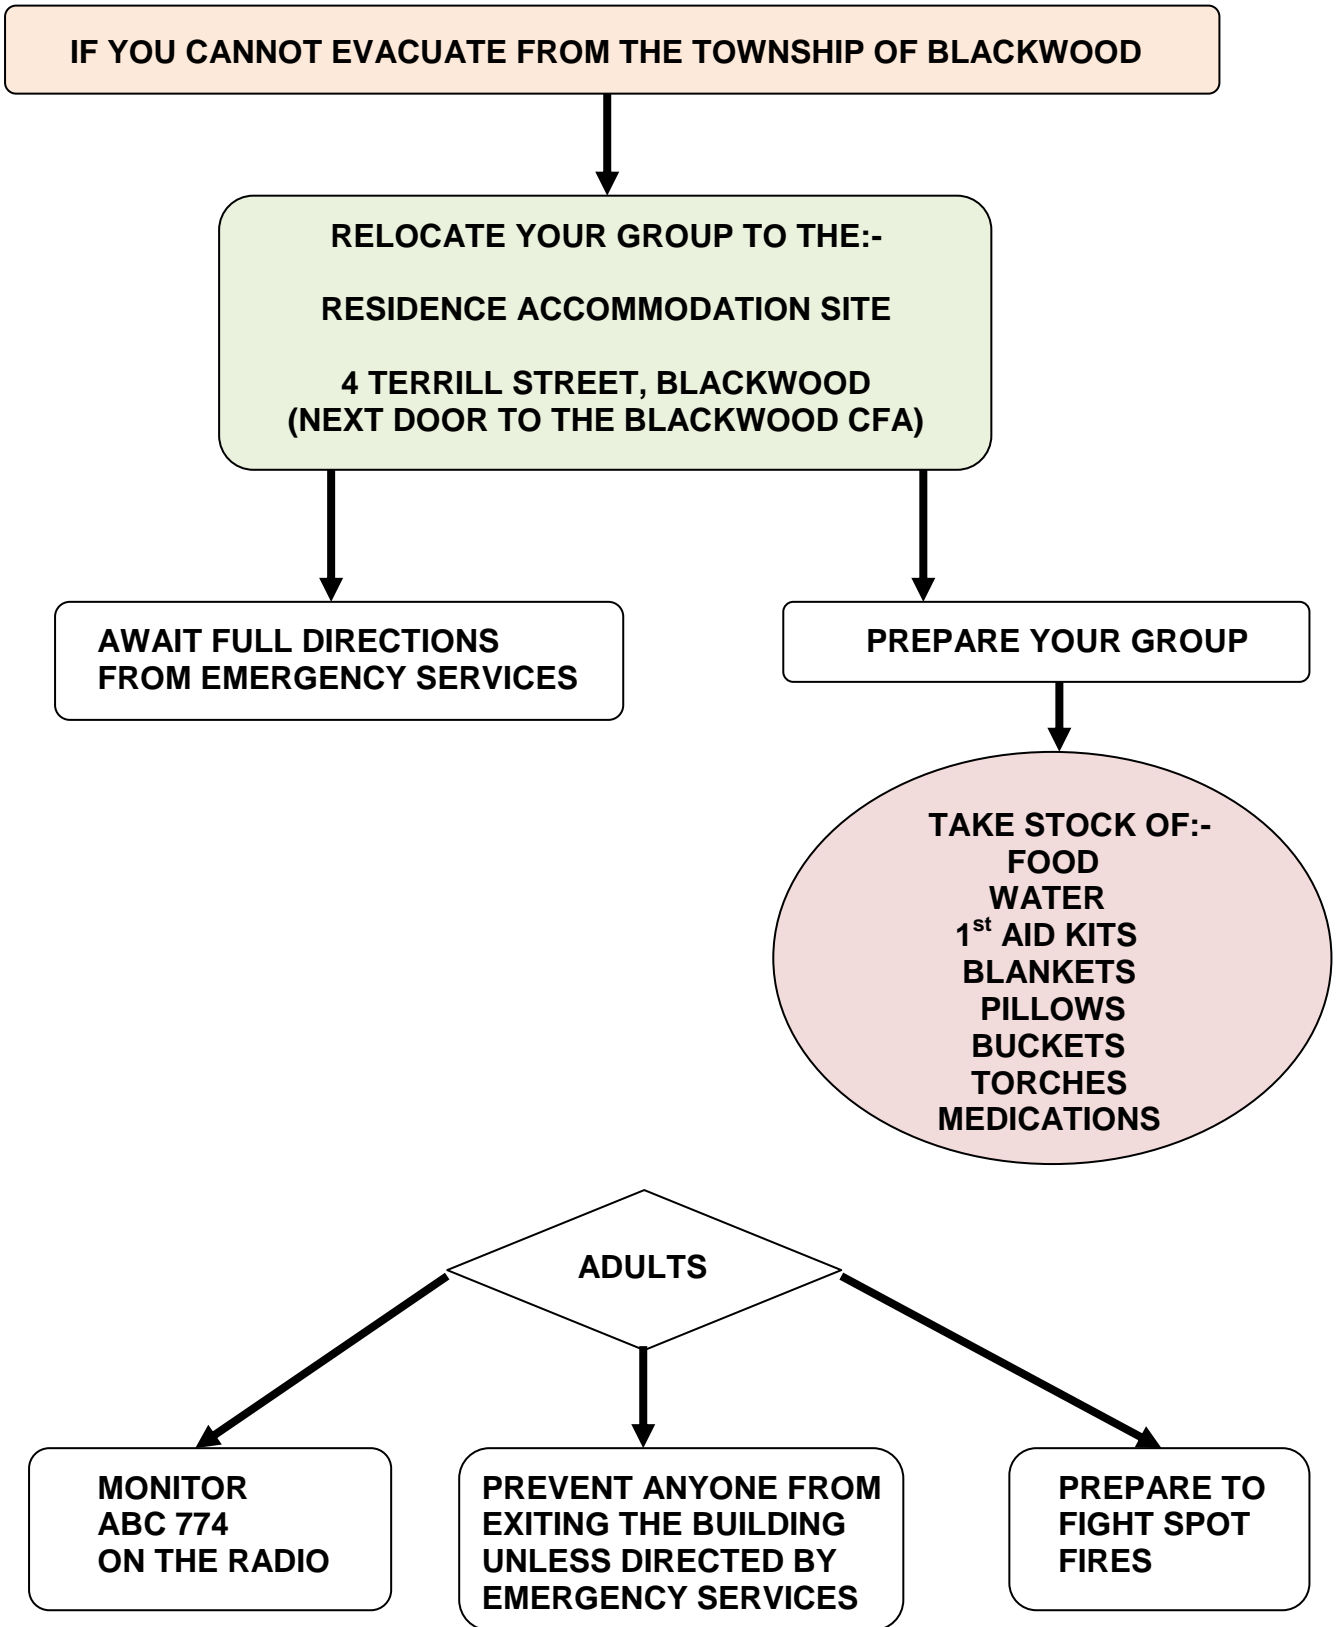 IF YOU CANNOT EVACUATE FROM THE TOWNSHIP OF BLACKWOOD
RELOCATE YOUR GROUP TO THE:-
RESIDENCE ACCOMMODATION SITE
4 TERRILL STREET, BLACKWOOD
(NEXT DOOR TO THE BLACKWOOD CFA)
AWAIT FULL DIRECTIONS
FROM EMERGENCY SERVICES
PREPARE YOUR GROUP
TAKE STOCK OF:-
FOOD
WATER
1st AID KITS
BLANKETS
PILLOWS
BUCKETS
TORCHES
MEDICATIONS
ADULTS
MONITOR
ABC 774
ON THE RADIO
PREVENT ANYONE FROM
EXITING THE BUILDING
UNLESS DIRECTED BY
EMERGENCY SERVICES
PREPARE TO
FIGHT SPOT
FIRES